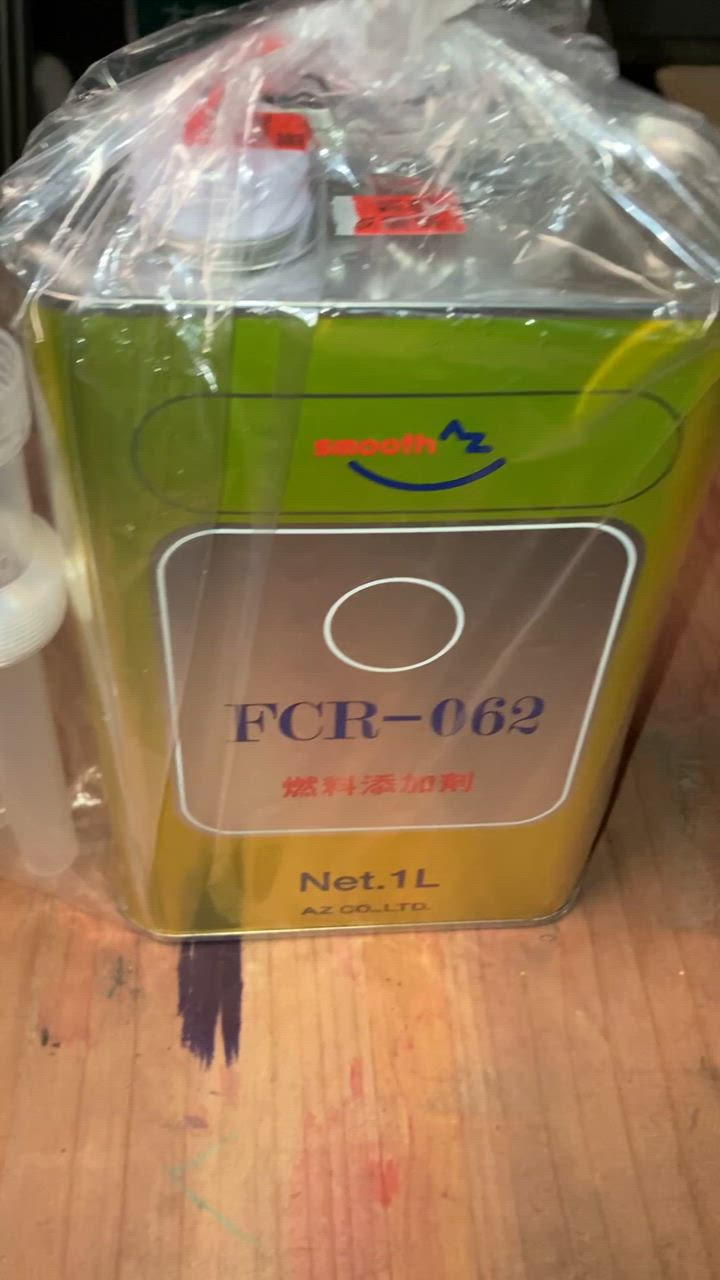 smooth AZ
FCR-062
燃料添加剤
Net.1L
AZ CO.,LTD.